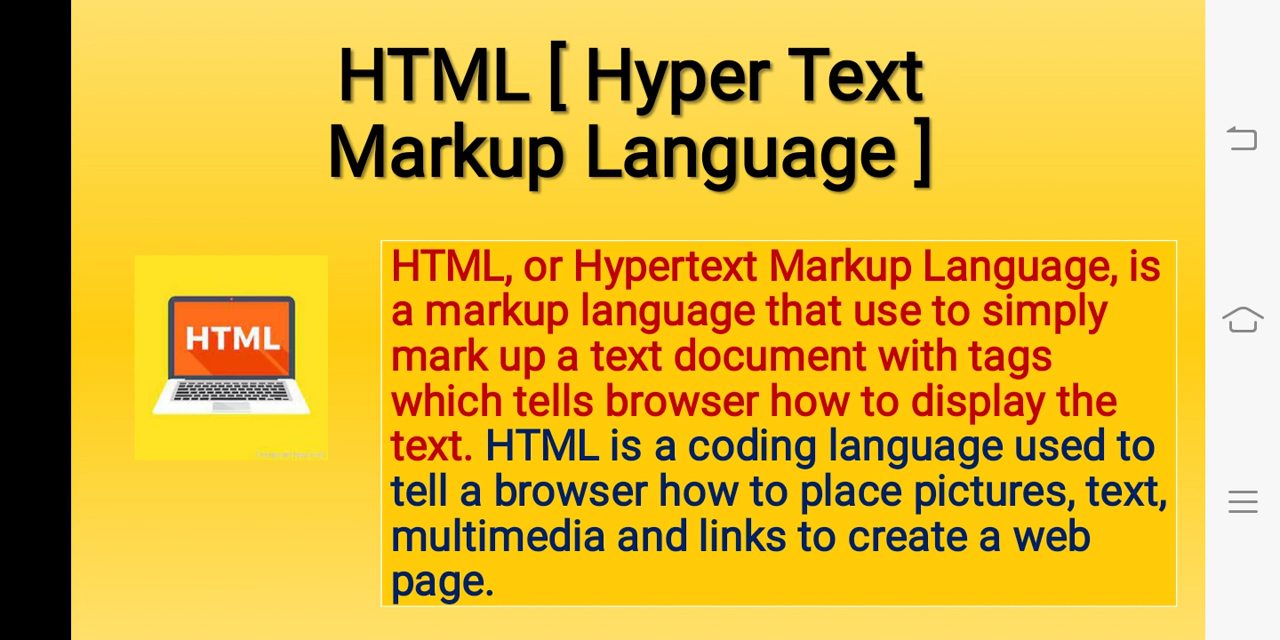 HTML [ Hyper Text
Markup Language ]
HTML
HTML, or Hypertext Markup Language, is
a markup language that use to simply
mark up a text document with tags
which tells browser how to display the
text. HTML is a coding language used to
tell a browser how to place pictures, text,
multimedia and links to create a web
page.